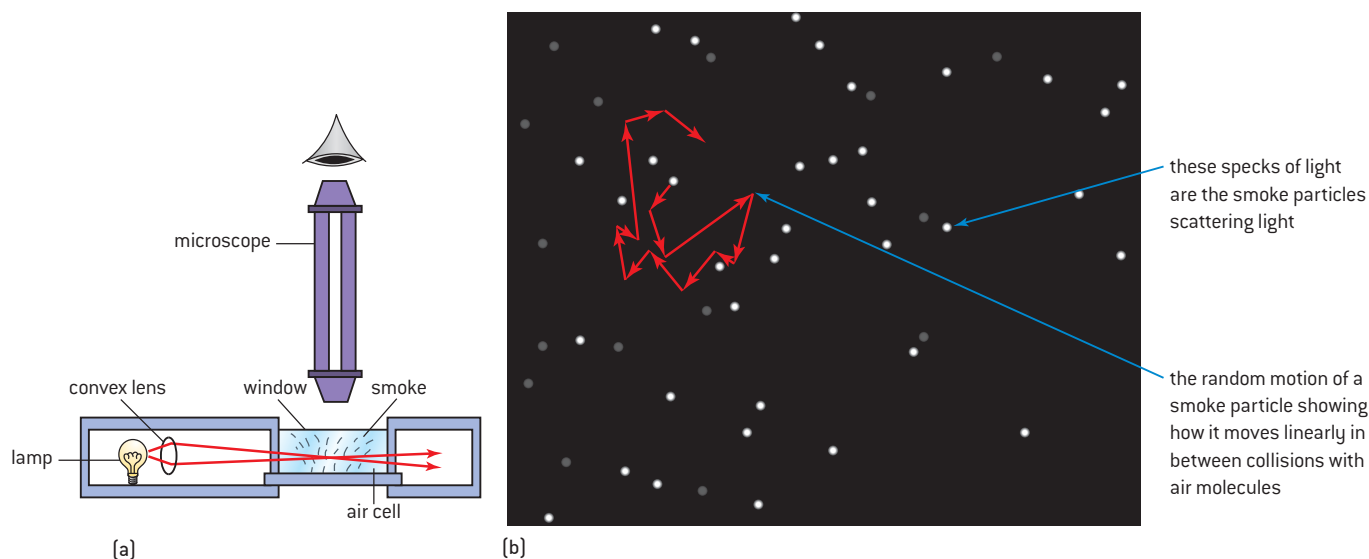 microscope
convex lens
window
smoke
lamp
air cell
(a)
(b)
these specks of light
are the smoke particles
scattering light
the random motion of a
smoke particle showing
how it moves linearly in
between collisions with
air molecules